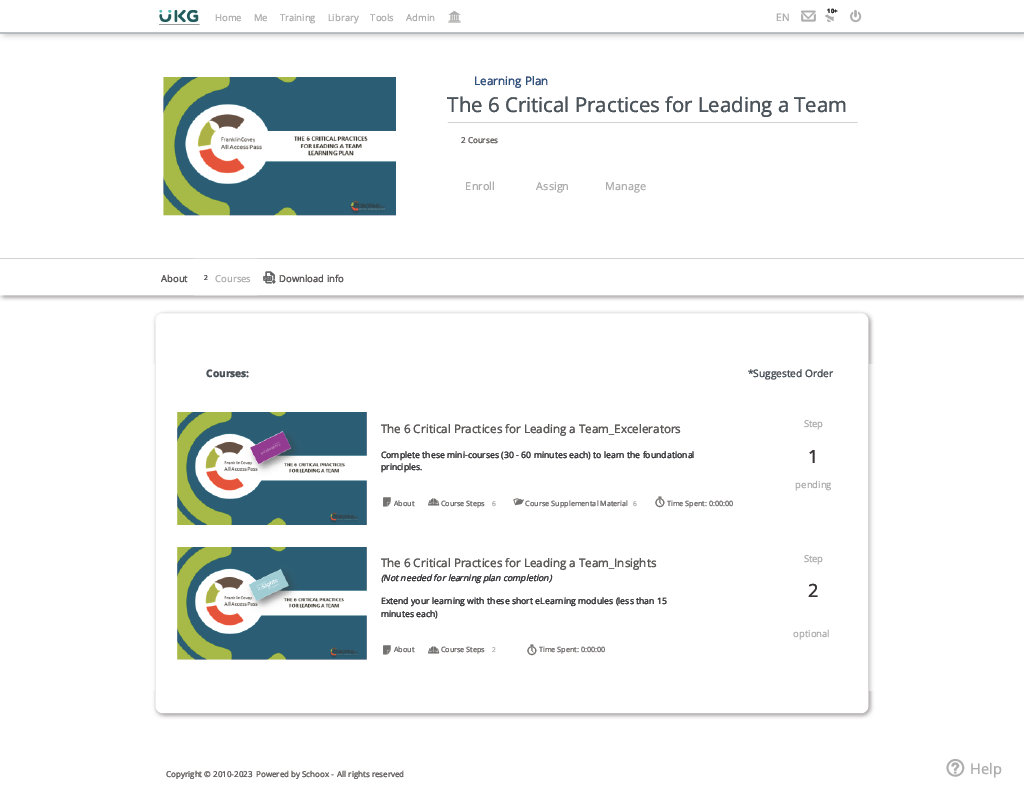 UKG Home Me Training Library Tools Admin EN 10+
Learning Plan
The 6 Critical Practices for Leading a Team
2 Courses
Enroll Assign Manage
FranklinCovey
All Access Pass
THE 6 CRITICAL PRACTICES
FOR LEADING A TEAM
LEARNING PLAN
About 2 Courses Download info
Courses: *Suggested Order
FranklinCovey
All Access Pass
THE 6 CRITICAL PRACTICES
FOR LEADING A TEAM
The 6 Critical Practices for Leading a Team_Excelerators
Complete these mini-courses (30 - 60 minutes each) to learn the foundational
principles.
About Course Steps 6 Course Supplemental Material 6 Time Spent: 0:00:00
Step
1
pending
FranklinCovey
All Access Pass
Insights
THE 6 CRITICAL PRACTICES
FOR LEADING A TEAM
The 6 Critical Practices for Leading a Team_Insights
(Not needed for learning plan completion)
Extend your learning with these short eLearning modules (less than 15
minutes each)
About Course Steps 2 Time Spent: 0:00:00
Step
2
optional
Copyright © 2010-2023 Powered by Schoox - All rights reserved
Help